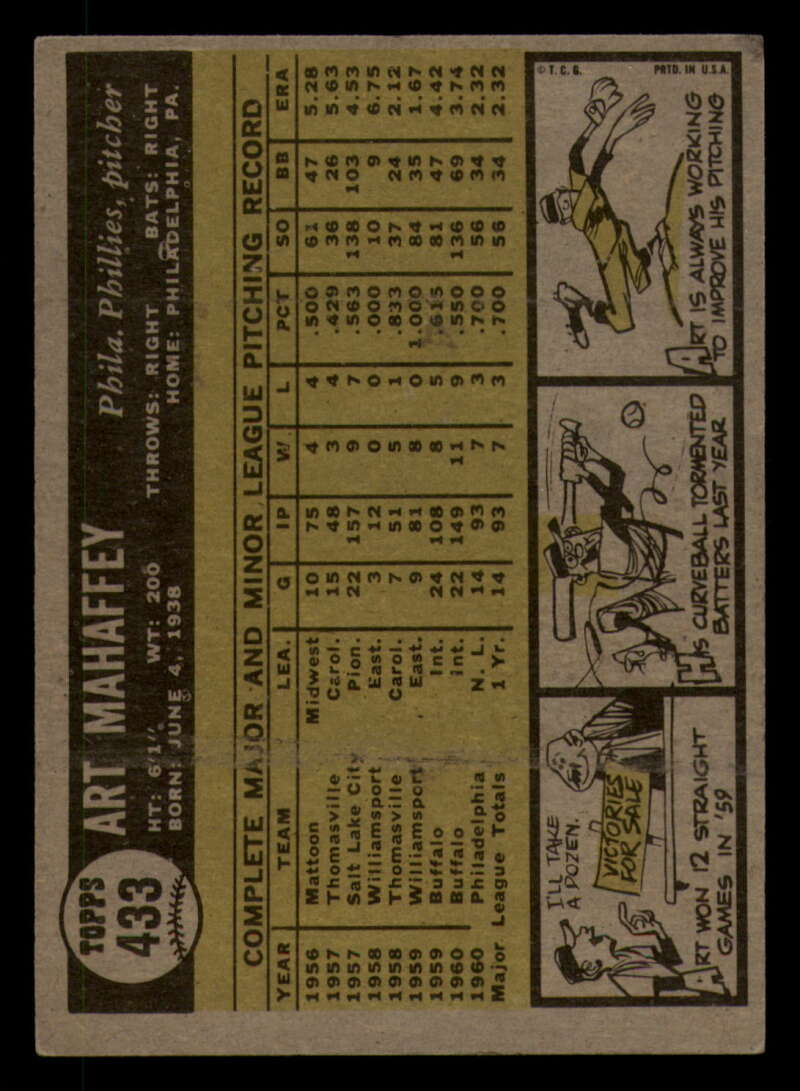 TOPPS
433
ART MAHAFFEY
Phila. Phillies, pitcher
HT: 6'1" WT: 200 THROWS: RIGHT BATS: RIGHT
BORN: JUNE 4, 1938 HOME: PHILADELPHIA, PA.
COMPLETE MAJOR AND MINOR LEAGUE PITCHING RECORD
YEAR TEAM LEA. G IP W L PCT SO BB ERA
1956 Mattoon Midwest 10 75 4 4 .500 61 47 5.28
1957 Thomasville Carol. 15 48 3 4 .429 36 26 5.63
1957 Salt Lake City Pion. 22 157 9 7 .563 138 103 4.53
1958 Williamsport East. 3 12 0 0 .000 10 9 6.75
1958 Thomasville Carol. 7 51 5 1 .833 37 24 2.12
1959 Williamsport East. 9 81 8 0 1.000 84 35 1.67
1959 Buffalo Int. 24 108 8 5 .615 81 47 4.42
1960 Buffalo Int. 22 149 11 9 .550 136 69 3.74
1960 Philadelphia N. L. 14 93 7 3 .700 56 34 2.32
Major League Totals 1 Yr. 14 93 7 3 .700 56 34 2.32
I'LL TAKE
A DOZEN.
VICTORIES
FOR SALE
ART WON 12 STRAIGHT
GAMES IN '59
HIS CURVEBALL TORMENTED
BATTERS LAST YEAR
© T. C. G. PRTD. IN U.S.A.
ART IS ALWAYS WORKING
TO IMPROVE HIS PITCHING